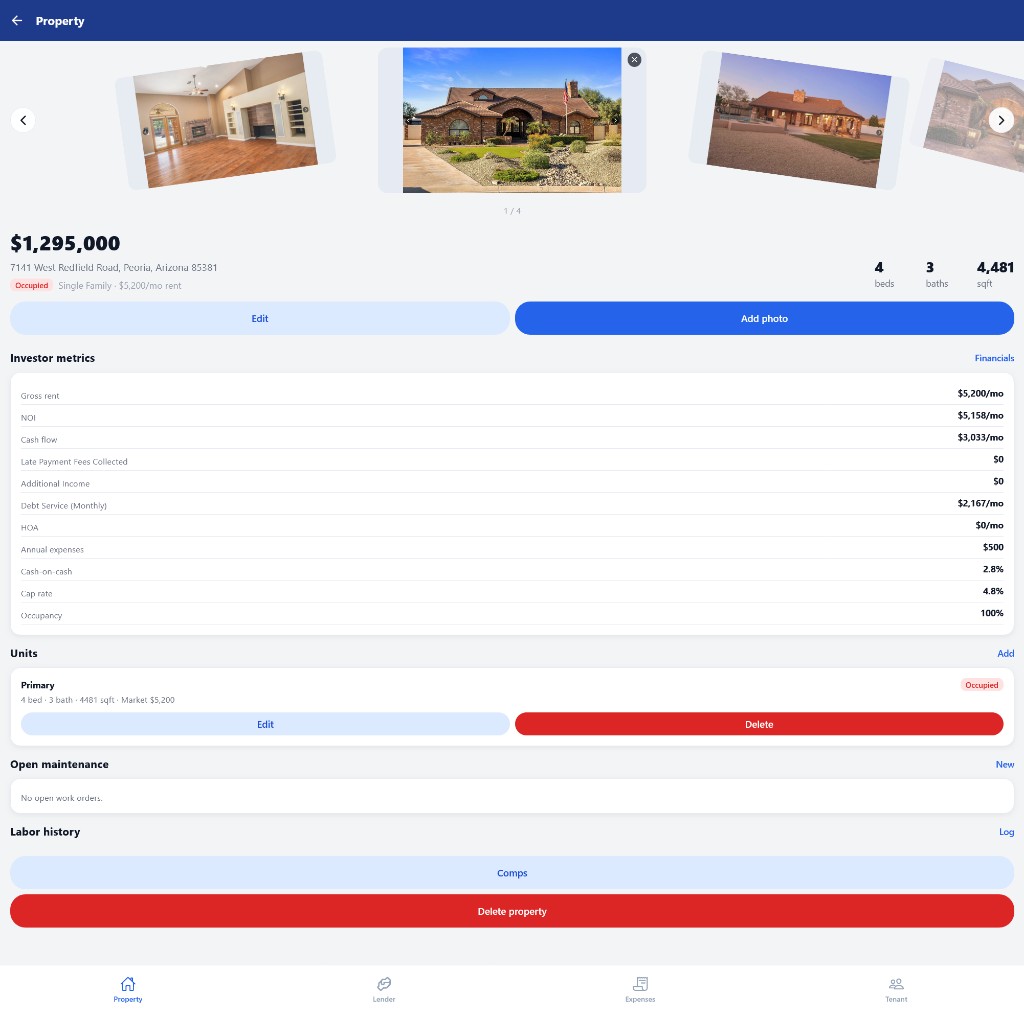 Property
1 / 4
$1,295,000
7141 West Redfield Road, Peoria, Arizona 85381
Occupied Single Family · $5,200/mo rent
4 3 4,481
beds baths sqft
Edit Add photo
Investor metrics Financials
Gross rent $5,200/mo
NOI $5,158/mo
Cash flow $3,033/mo
Late Payment Fees Collected $0
Additional Income $0
Debt Service (Monthly) $2,167/mo
HOA $0/mo
Annual expenses $500
Cash-on-cash 2.8%
Cap rate 4.8%
Occupancy 100%
Units Add
Primary Occupied
4 bed · 3 bath · 4481 sqft · Market $5,200
Edit Delete
Open maintenance New
No open work orders.
Labor history Log
Comps
Delete property
Property Lender Expenses Tenant